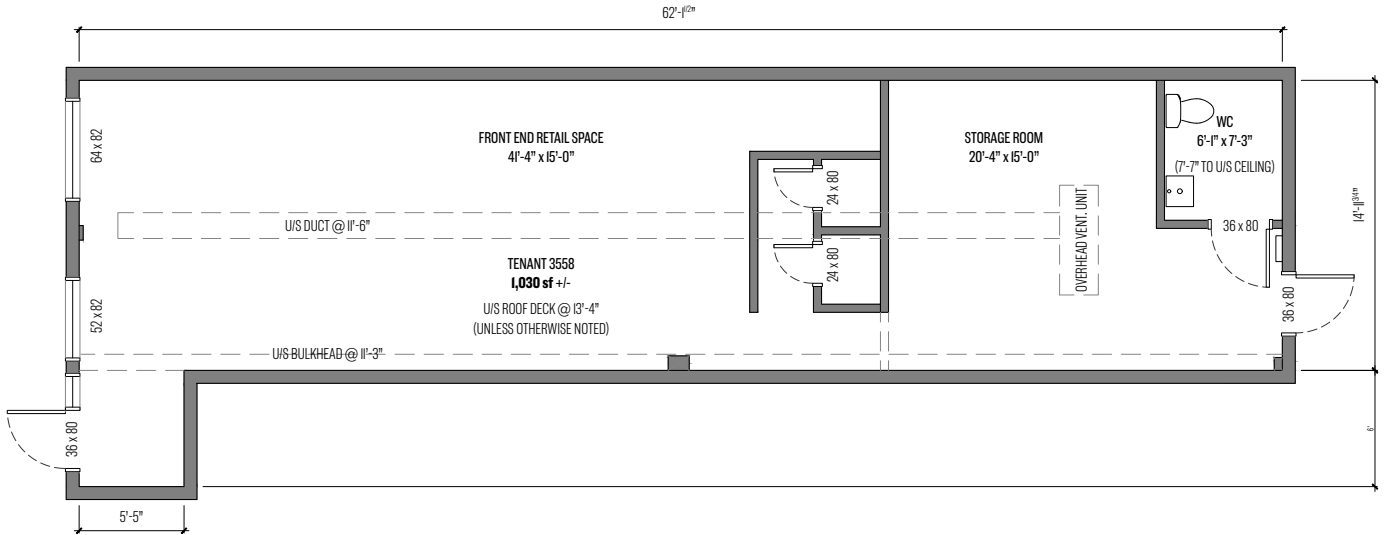 62'-1 1/2"
64 x 82
FRONT END RETAIL SPACE
41'-4" x 15'-0"
STORAGE ROOM
20'-4" x 15'-0"
WC
6'-1" x 7'-3"
(7'-7" TO U/S CEILING)
24 x 80
OVERHEAD VENT. UNIT
14'-11 3/4"
U/S DUCT @ 11'-6"
36 x 80
TENANT 3558
1,030 sf +/-
24 x 80
U/S ROOF DECK @ 13'-4"
(UNLESS OTHERWISE NOTED)
52 x 82
36 x 80
U/S BULKHEAD @ 11'-3"
36 x 80
6'
5'-5"